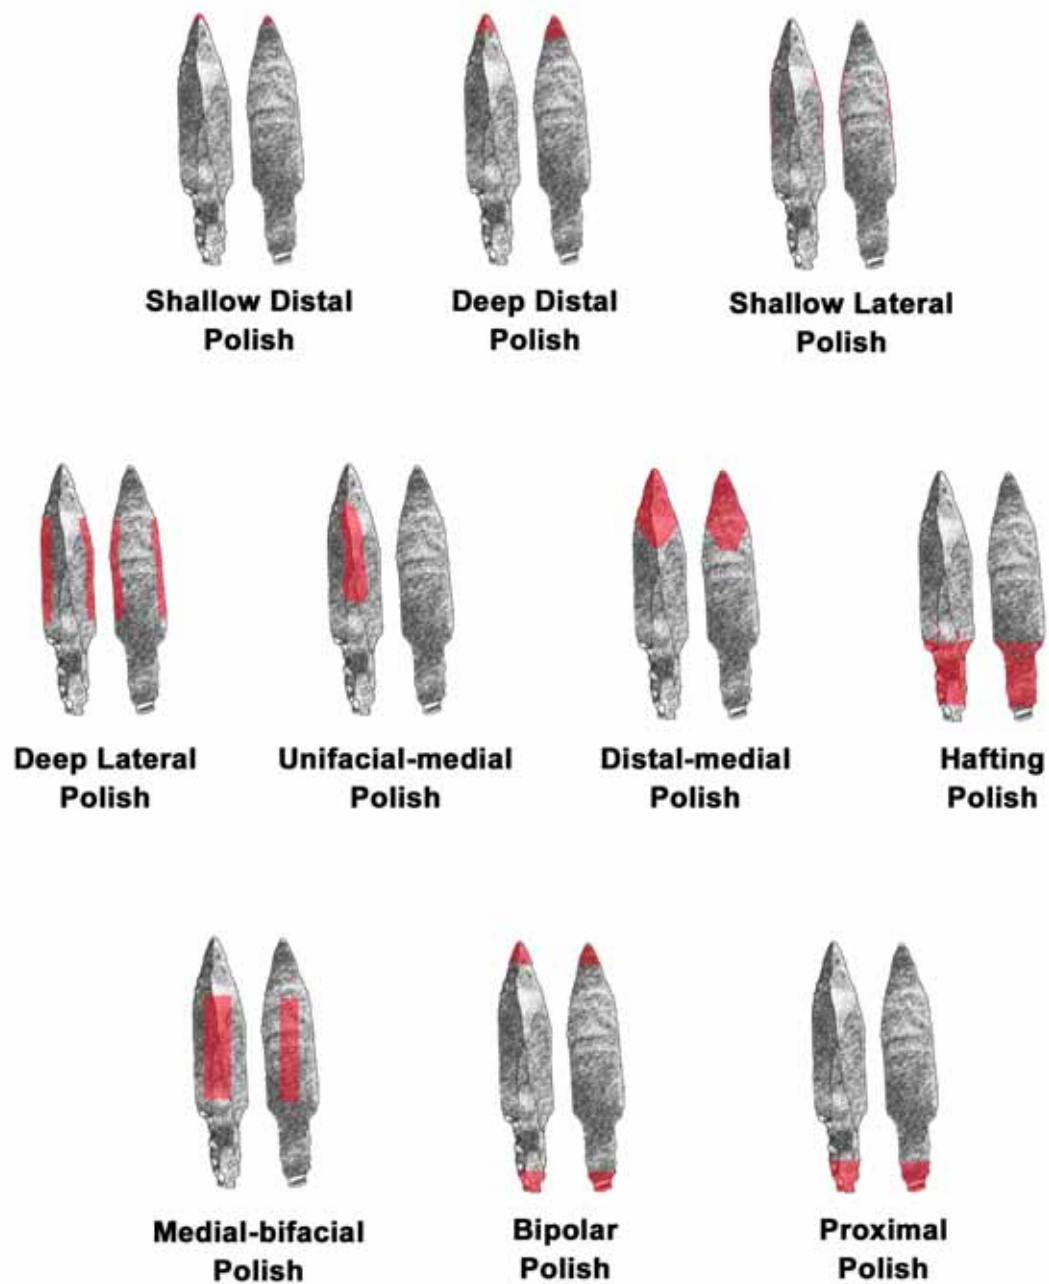 Shallow Distal
Polish
Deep Distal
Polish
Shallow Lateral
Polish
Deep Lateral
Polish
Unifacial-medial
Polish
Distal-medial
Polish
Hafting
Polish
Medial-bifacial
Polish
Bipolar
Polish
Proximal
Polish